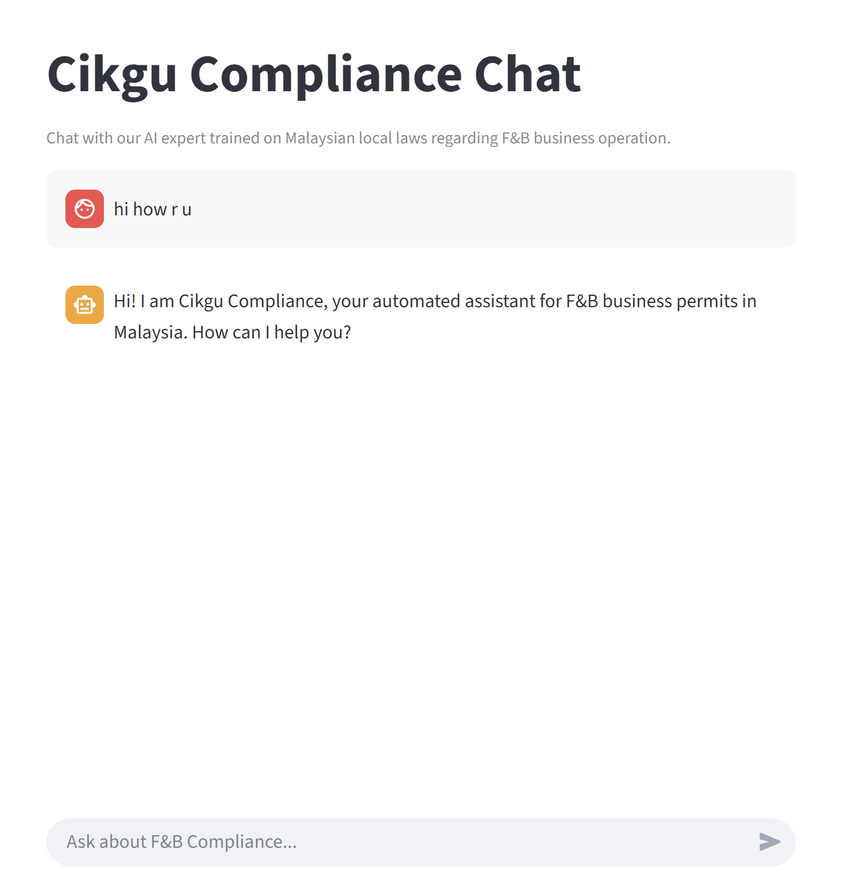 Cikgu Compliance Chat
Chat with our AI expert trained on Malaysian local laws regarding F&B business operation.
hi how r u
Hi! I am Cikgu Compliance, your automated assistant for F&B business permits in
Malaysia. How can I help you?
Ask about F&B Compliance...